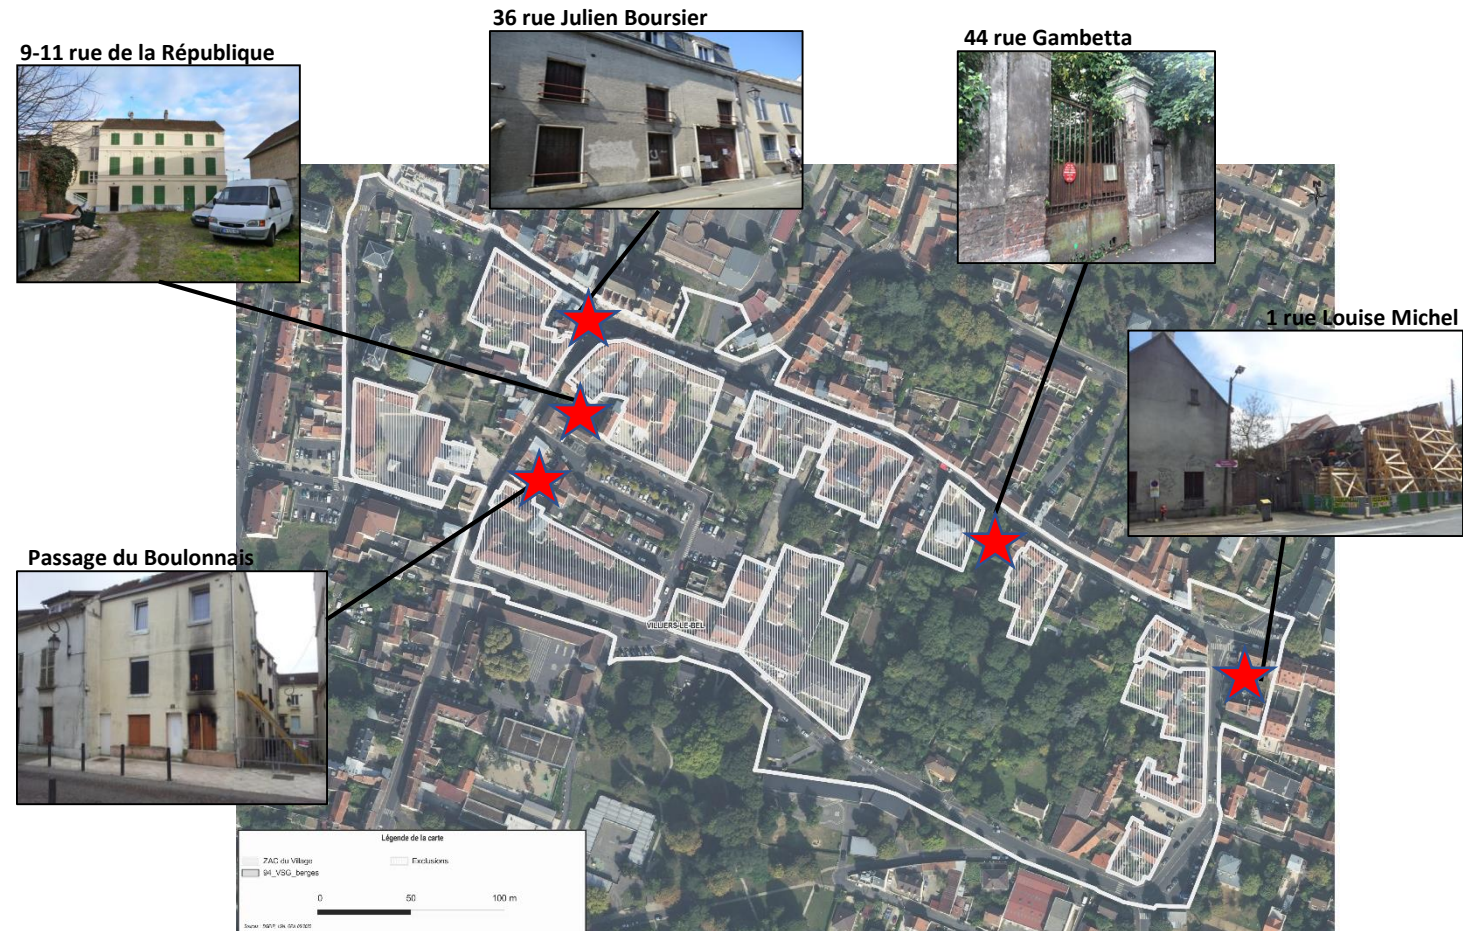 36 rue Julien Boursier
9-11 rue de la République
44 rue Gambetta
1 rue Louise Michel
Passage du Boulonnais
VILLIERS-LE-BEL
Légende de la carte
ZAC du Village
Exclusions
94_VSG_berges
0 50 100 m